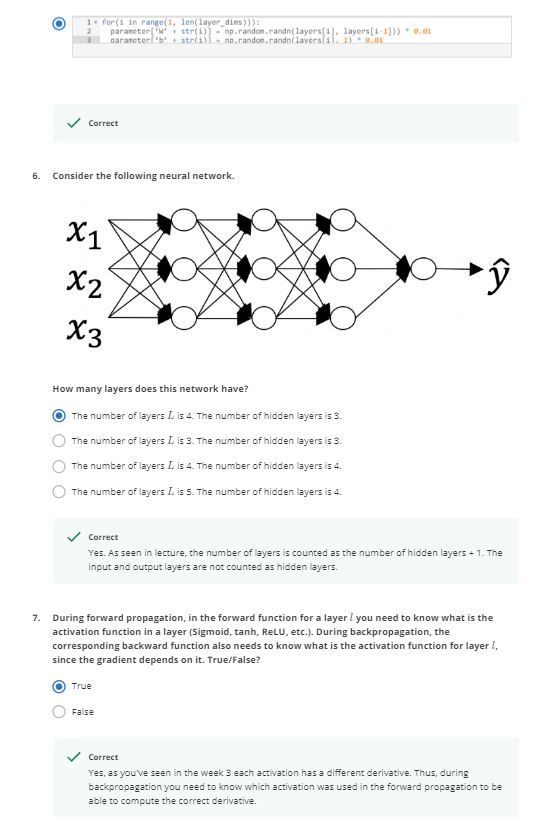 1 for(i in range(1, len(layer_dims))):
2 parameter['W' + str(i)] = np.random.randn(layers[i], layers[i-1])) * 0.01
3 parameter['b' + str(i)] = np.random.randn(layers[i], 1) * 0.01
Correct
6. Consider the following neural network.
x1
x2
x3
ŷ
How many layers does this network have?
The number of layers L is 4. The number of hidden layers is 3.
The number of layers L is 3. The number of hidden layers is 3.
The number of layers L is 4. The number of hidden layers is 4.
The number of layers L is 5. The number of hidden layers is 4.
Correct
Yes. As seen in lecture, the number of layers is counted as the number of hidden layers + 1. The
input and output layers are not counted as hidden layers.
7. During forward propagation, in the forward function for a layer l you need to know what is the
activation function in a layer (Sigmoid, tanh, ReLU, etc.). During backpropagation, the
corresponding backward function also needs to know what is the activation function for layer l,
since the gradient depends on it. True/False?
True
False
Correct
Yes, as you've seen in the week 3 each activation has a different derivative. Thus, during
backpropagation you need to know which activation was used in the forward propagation to be
able to compute the correct derivative.